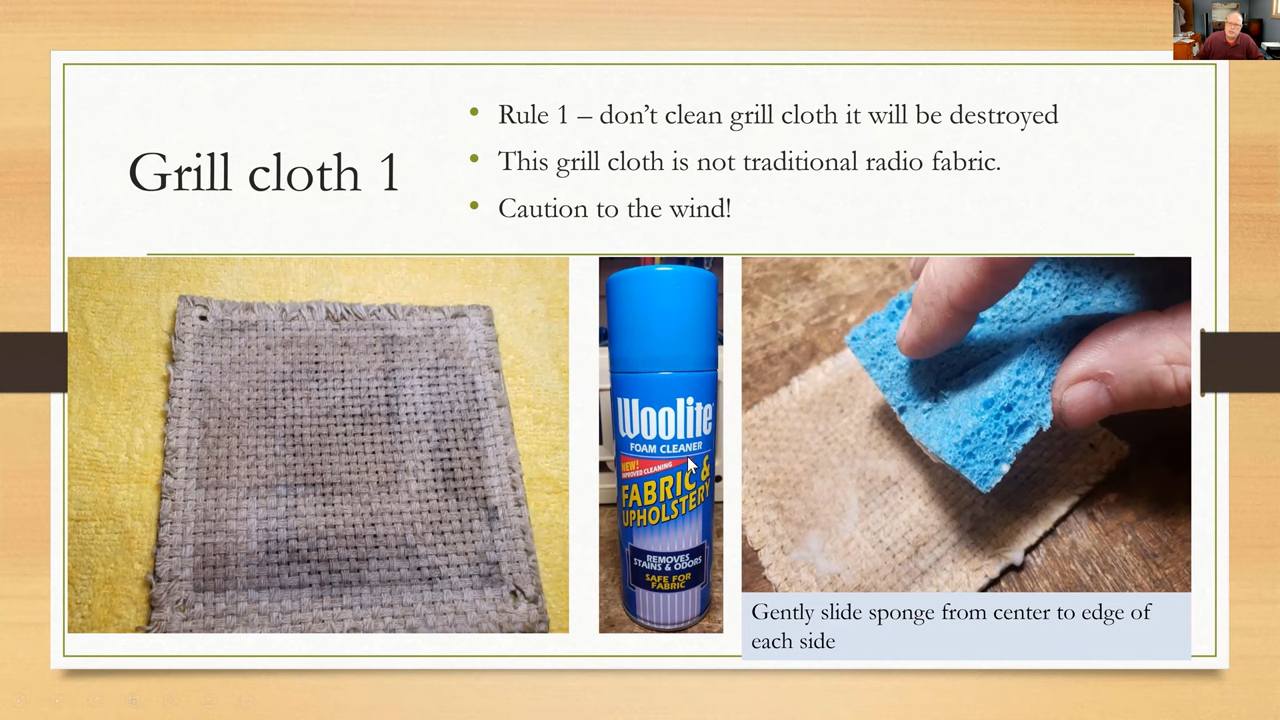 Grill cloth 1
• Rule 1 – don’t clean grill cloth it will be destroyed
• This grill cloth is not traditional radio fabric.
• Caution to the wind!
Woolite
FOAM CLEANER
NEW!
IMPROVED CLEANING
FABRIC &
UPHOLSTERY
REMOVES
STAINS & ODORS
SAFE FOR
FABRIC
Gently slide sponge from center to edge of
each side